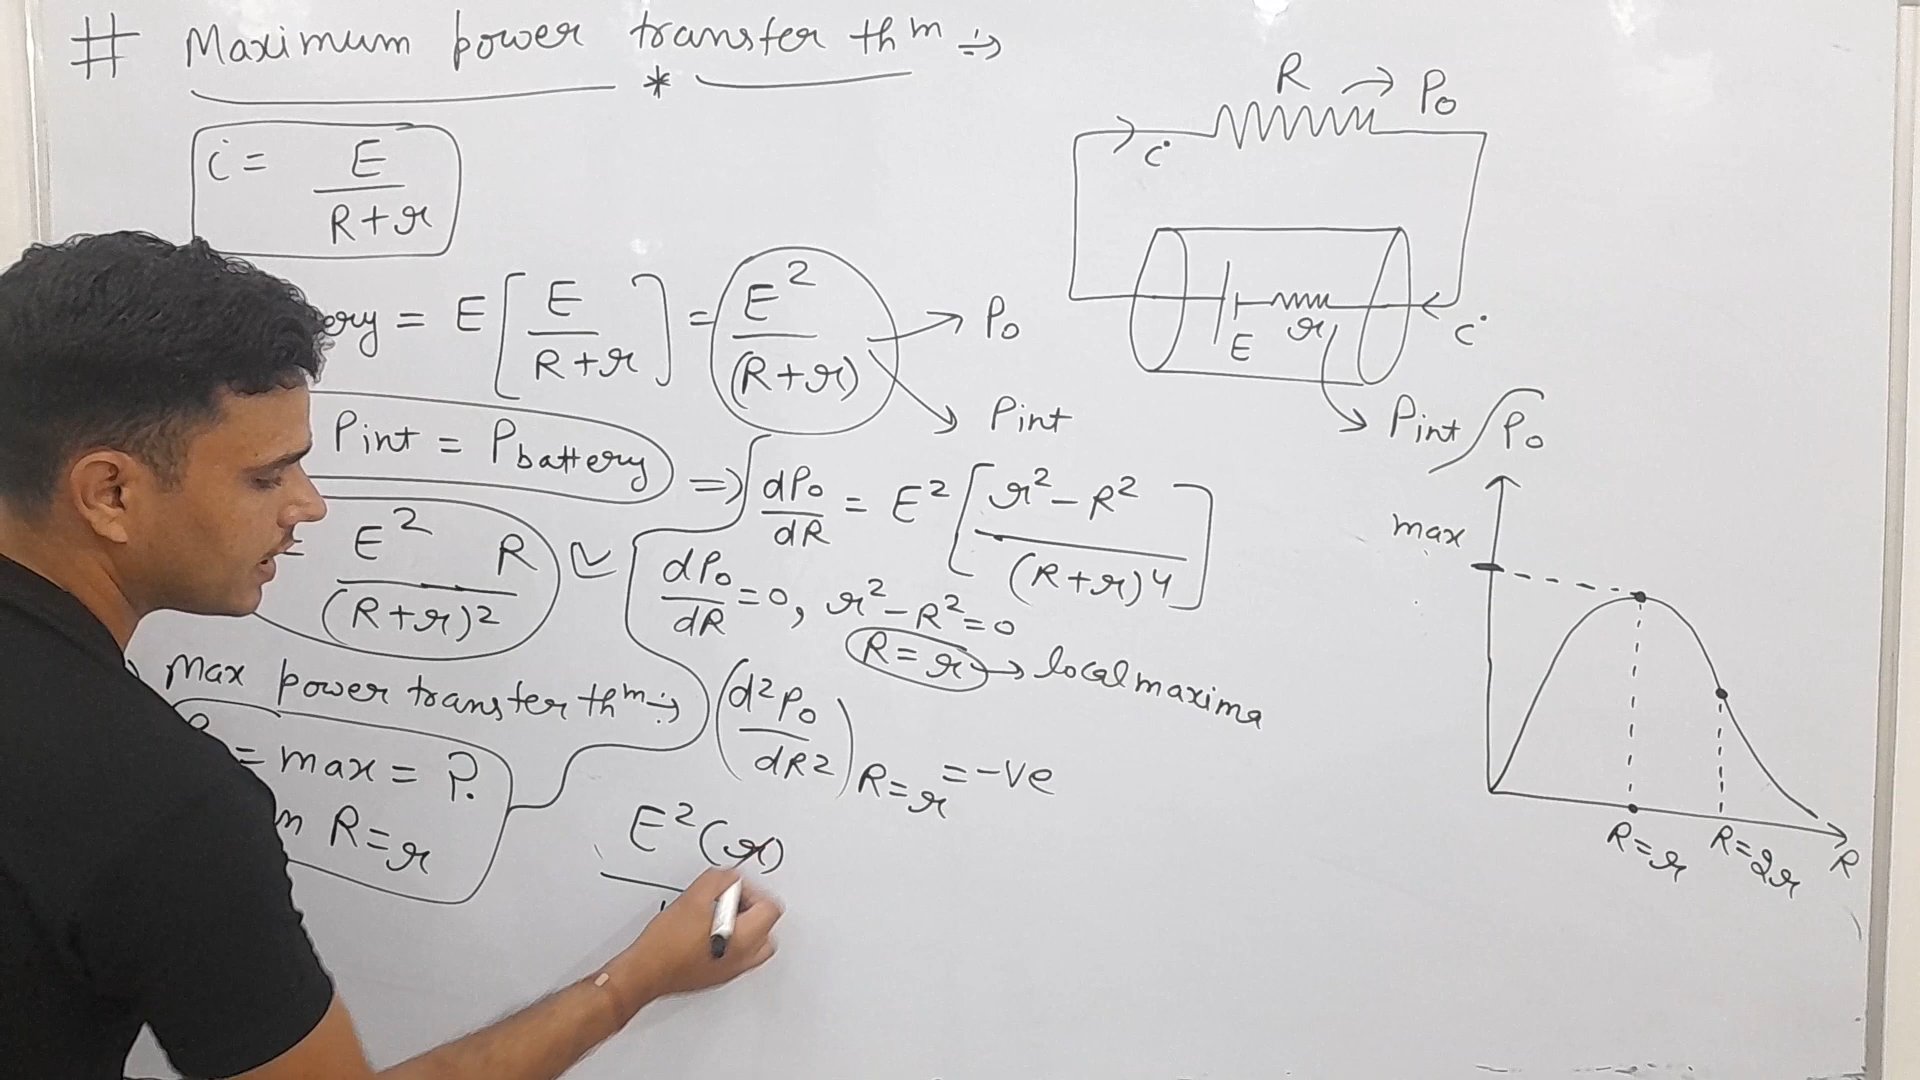 # Maximum power transfer thᵐ ÷→
*
i = E / (R+r)
ery = E [E / (R+r)] = E² / (R+r) → Po
→ Pint
Pint = Pbattery ⇒ dPo/dR = E² [(r² - R²) / (R+r)⁴]
= E² R / (R+r)²
dPo/dR = 0, r² - R² = 0
R = r → local maxima
Max power transfer thᵐ ÷→
(d²Po / dR²) R=r = -ve
= max = ?
n R = r
E² (r)
R → Po
i
E r
i
→ Pint / Po
max
R=r R=2r R